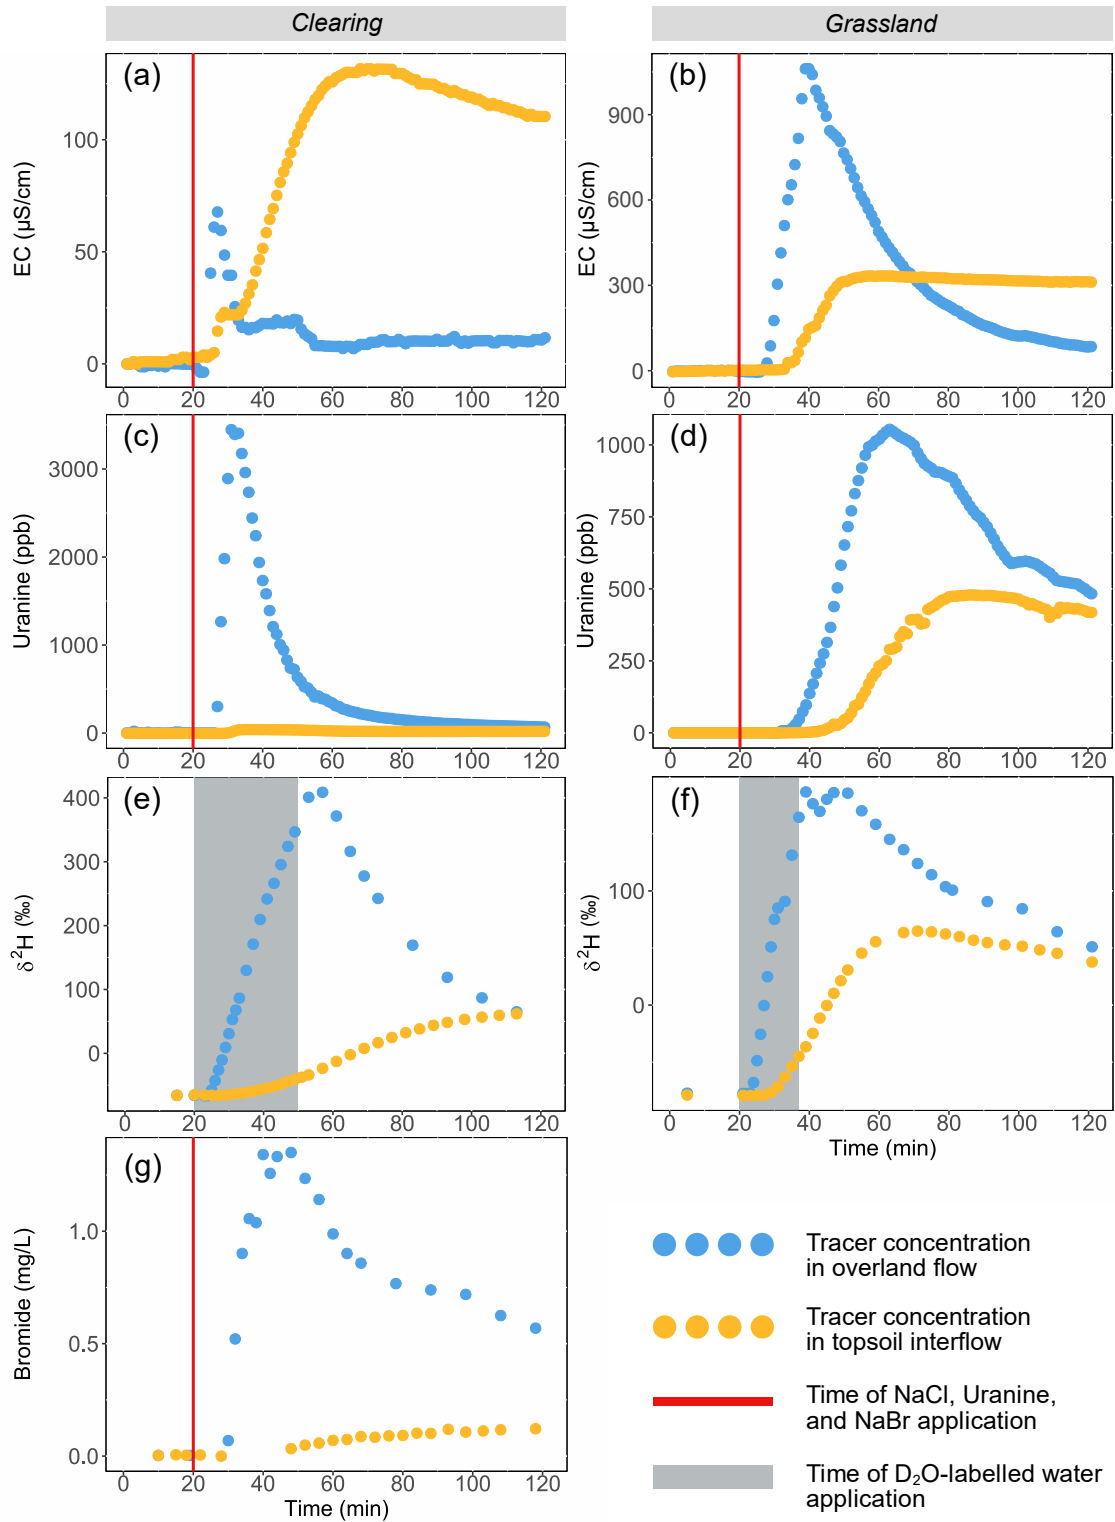 Clearing
Grassland
(a)
EC (µS/cm)
100
50
0
0 20 40 60 80 100 120
(b)
EC (µS/cm)
900
600
300
0
0 20 40 60 80 100 120
(c)
Uranine (ppb)
3000
2000
1000
0
0 20 40 60 80 100 120
(d)
Uranine (ppb)
1000
750
500
250
0
0 20 40 60 80 100 120
(e)
δ²H (‰)
400
300
200
100
0
0 20 40 60 80 100 120
(f)
δ²H (‰)
100
0
0 20 40 60 80 100 120
Time (min)
(g)
Bromide (mg/L)
1.0
0.5
0.0
0 20 40 60 80 100 120
Time (min)
Tracer concentration
in overland flow
Tracer concentration
in topsoil interflow
Time of NaCl, Uranine,
and NaBr application
Time of D₂O-labelled water
application